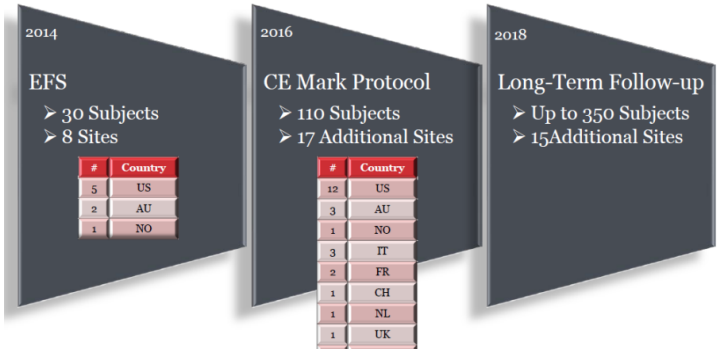 2014
EFS
➢ 30 Subjects
➢ 8 Sites
# Country
5 US
2 AU
1 NO
2016
CE Mark Protocol
➢ 110 Subjects
➢ 17 Additional Sites
# Country
12 US
3 AU
1 NO
3 IT
2 FR
1 CH
1 NL
1 UK
2018
Long-Term Follow-up
➢ Up to 350 Subjects
➢ 15Additional Sites